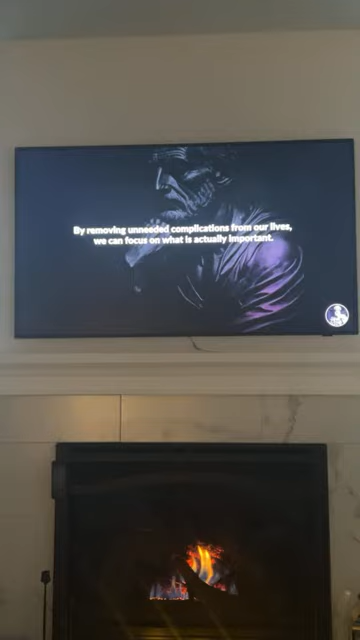 By removing unneeded complications from our lives,
we can focus on what is actually important.